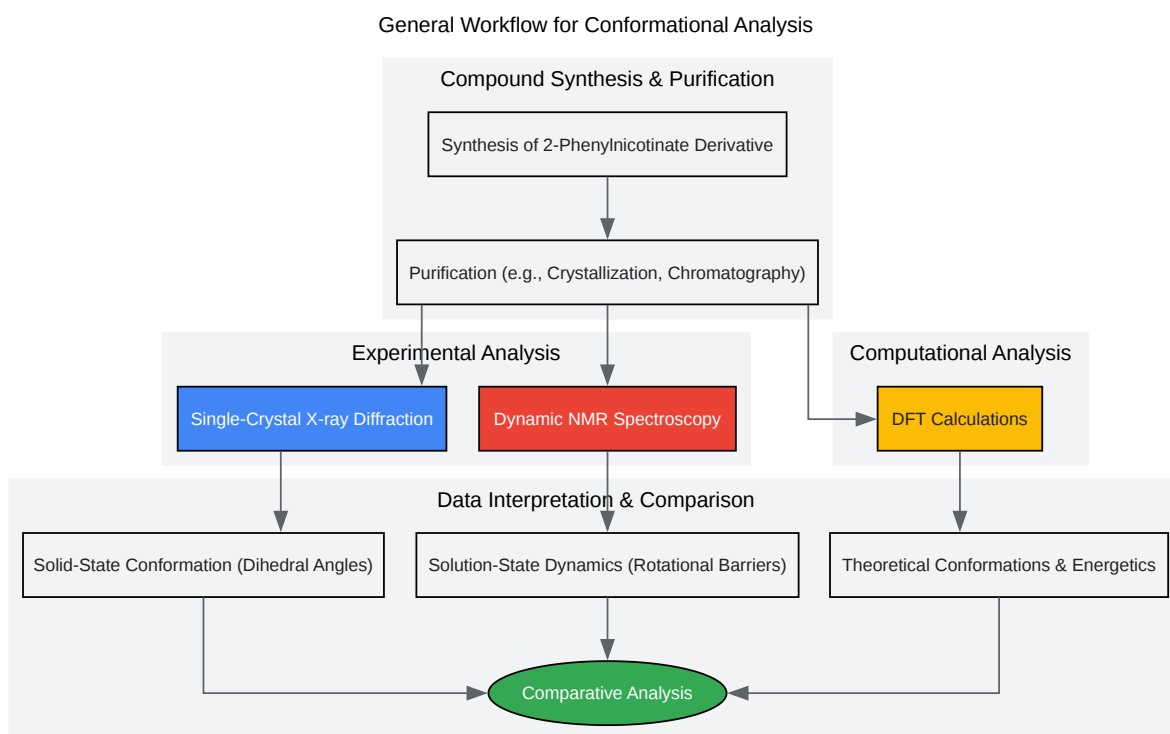 General Workflow for Conformational Analysis
Compound Synthesis & Purification
Synthesis of 2-Phenylnicotinate Derivative
Purification (e.g., Crystallization, Chromatography)
Experimental Analysis
Computational Analysis
Single-Crystal X-ray Diffraction
Dynamic NMR Spectroscopy
DFT Calculations
Data Interpretation & Comparison
Solid-State Conformation (Dihedral Angles)
Solution-State Dynamics (Rotational Barriers)
Theoretical Conformations & Energetics
Comparative Analysis